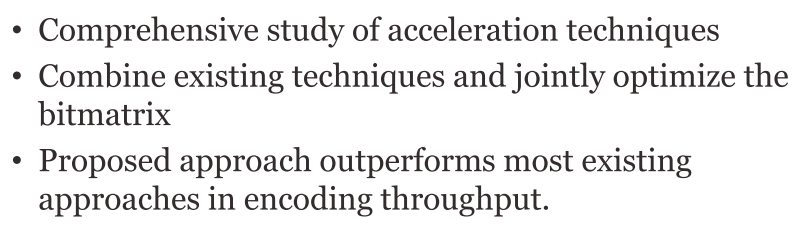 • Comprehensive study of acceleration techniques
• Combine existing techniques and jointly optimize the
bitmatrix
• Proposed approach outperforms most existing
approaches in encoding throughput.